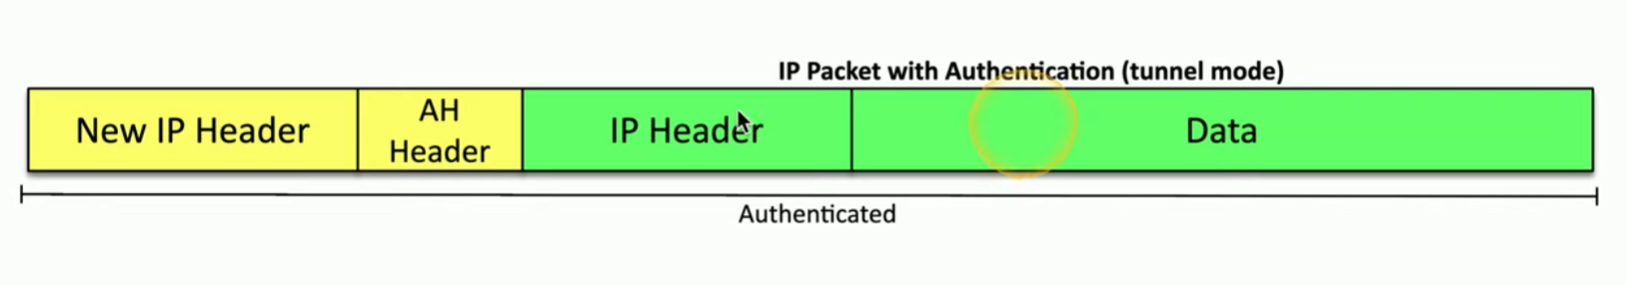 IP Packet with Authentication (tunnel mode)
New IP Header
AH
Header
IP Header
Data
Authenticated